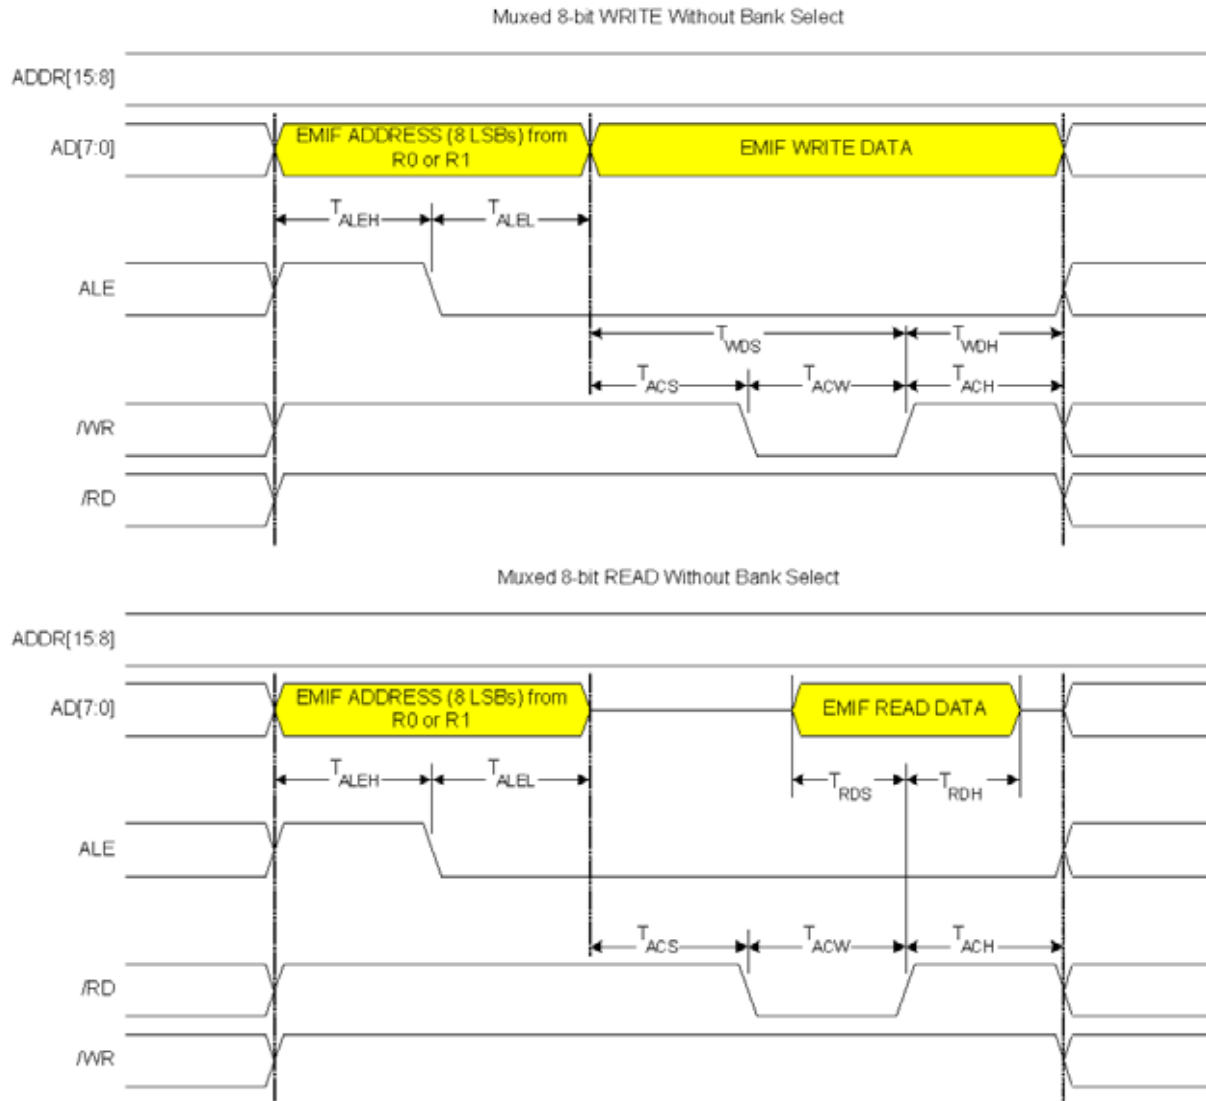 Muxed 8-bit WRITE Without Bank Select
ADDR[15:8]
AD[7:0]
EMIF ADDRESS (8 LSBs) from
R0 or R1
EMIF WRITE DATA
TALEH
TALEL
ALE
TWDS
TWDH
TACS
TACW
TACH
/WR
/RD
Muxed 8-bit READ Without Bank Select
ADDR[15:8]
AD[7:0]
EMIF ADDRESS (8 LSBs) from
R0 or R1
EMIF READ DATA
TALEH
TALEL
TRDS
TRDH
ALE
TACS
TACW
TACH
/RD
/WR